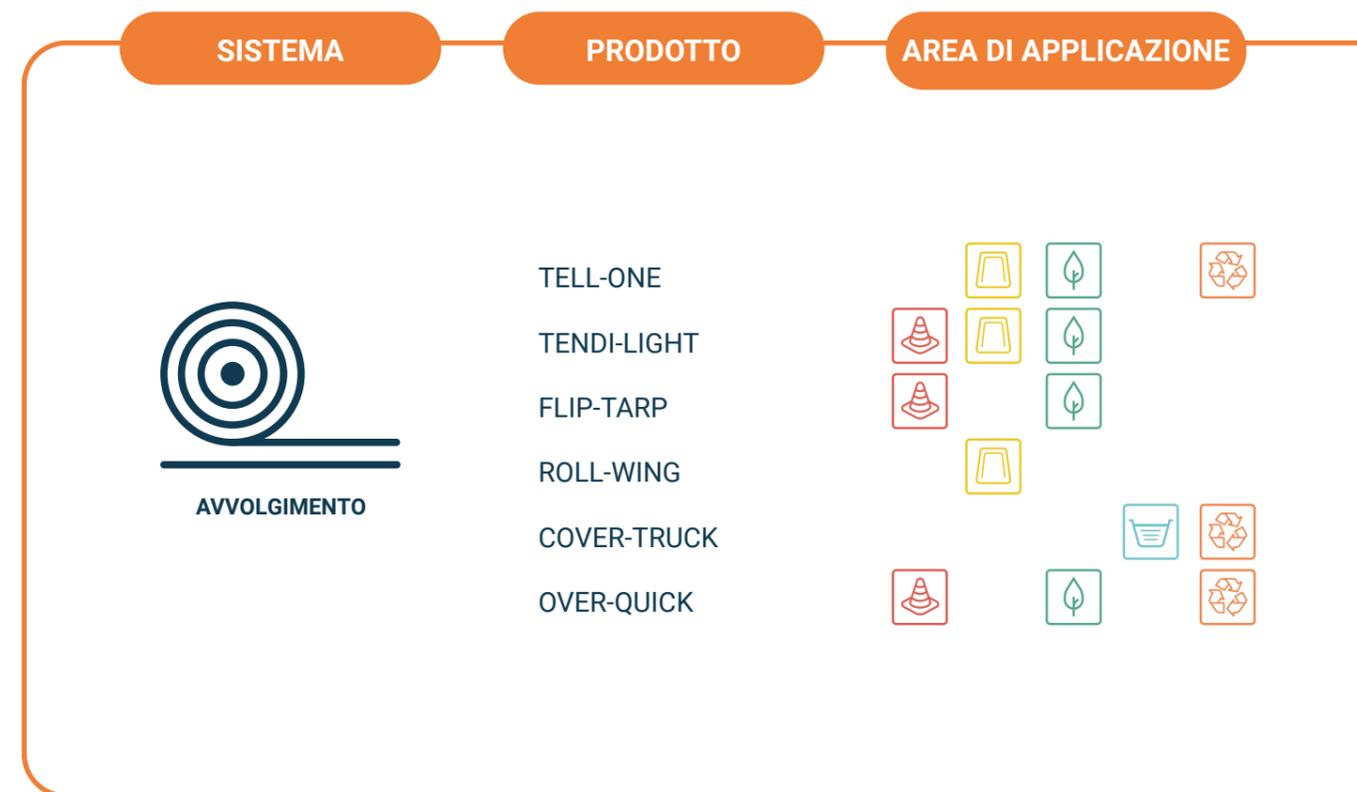 SISTEMA
PRODOTTO
AREA DI APPLICAZIONE
AVVOLGIMENTO
TELL-ONE
TENDI-LIGHT
FLIP-TARP
ROLL-WING
COVER-TRUCK
OVER-QUICK